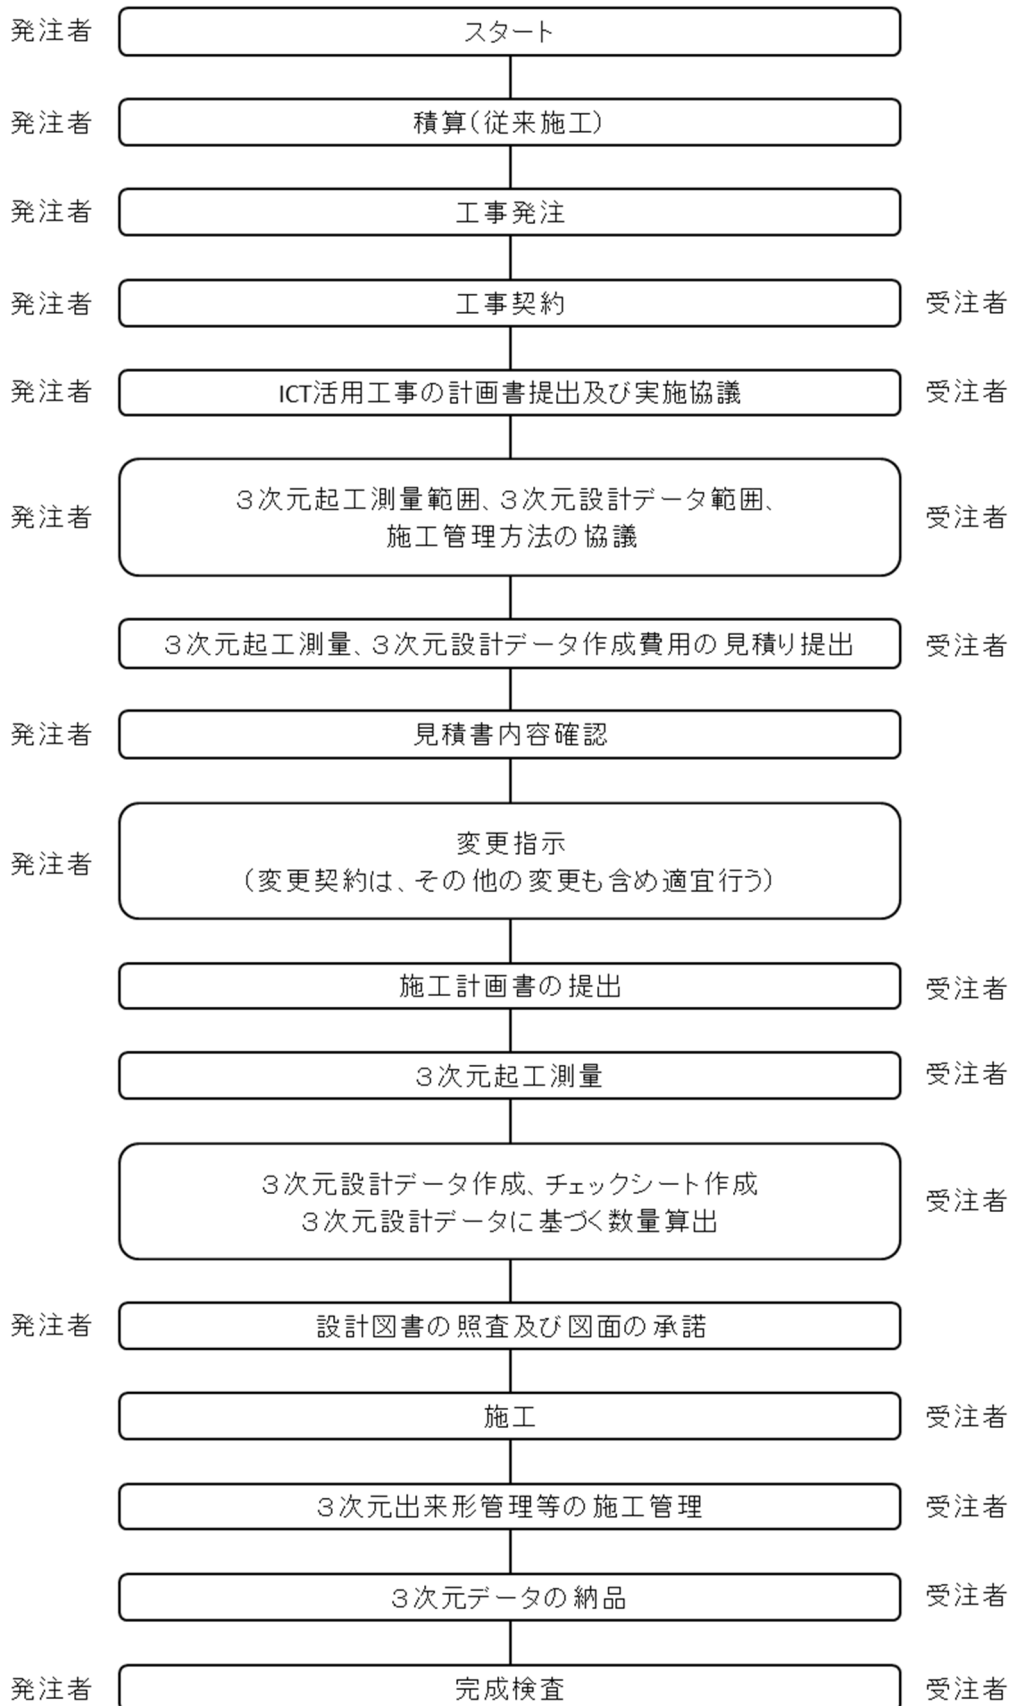 発注者 スタート
発注者 積算(従来施工)
発注者 工事発注
発注者 工事契約 受注者
発注者 ICT活用工事の計画書提出及び実施協議 受注者
３次元起工測量範囲、３次元設計データ範囲、
発注者 施工管理方法の協議 受注者
３次元起工測量、３次元設計データ作成費用の見積り提出 受注者
発注者 見積書内容確認
変更指示
発注者 （変更契約は、その他の変更も含め適宜行う）
施工計画書の提出 受注者
３次元起工測量 受注者
３次元設計データ作成、チェックシート作成
３次元設計データに基づく数量算出 受注者
発注者 設計図書の照査及び図面の承諾
施工 受注者
３次元出来形管理等の施工管理 受注者
３次元データの納品 受注者
発注者 完成検査 受注者